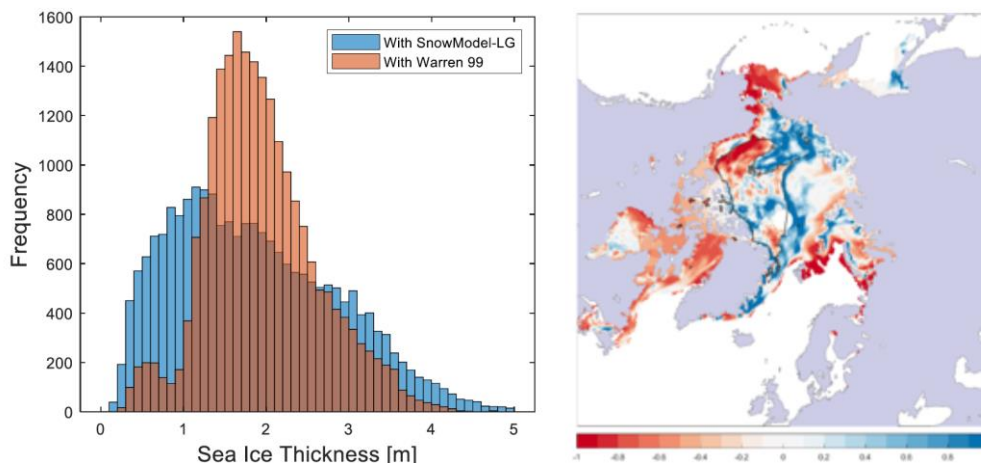 1600
1400
1200
1000
800
600
400
200
0
Frequency
With SnowModel-LG
With Warren 99
0 1 2 3 4 5
Sea Ice Thickness [m]
-1 -0.8 -0.6 -0.4 -0.2 0 0.2 0.4 0.6 0.8